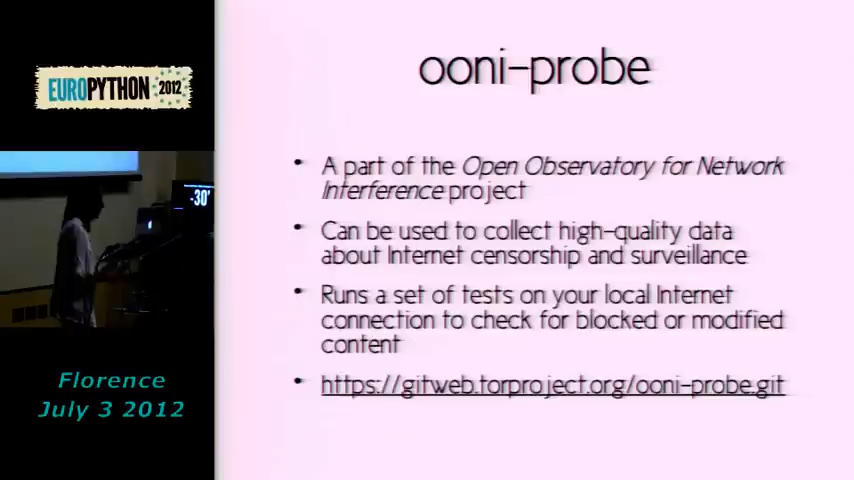 EUROPYTHON 2012
-30'
Florence
July 3 2012
ooni-probe
• A part of the Open Observatory for Network
Interference project
• Can be used to collect high-quality data
about Internet censorship and surveillance
• Runs a set of tests on your local Internet
connection to check for blocked or modified
content
• https://gitweb.torproject.org/ooni-probe.git